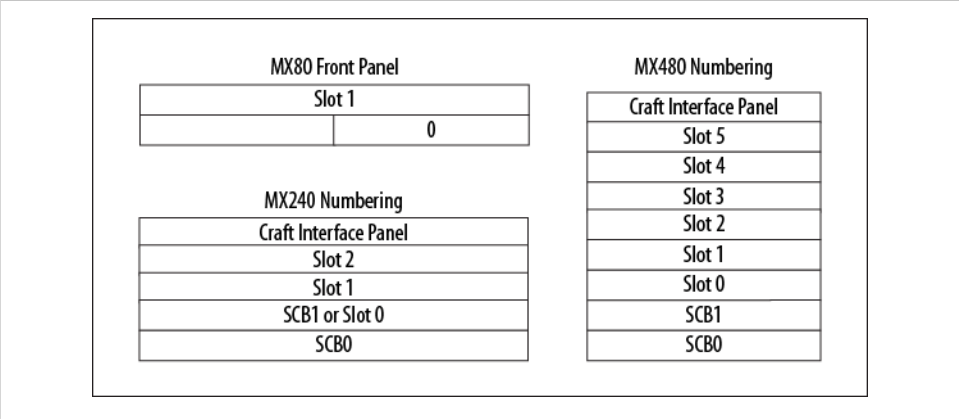 MX80 Front Panel
Slot 1
0
MX240 Numbering
Craft Interface Panel
Slot 2
Slot 1
SCB1 or Slot 0
SCB0
MX480 Numbering
Craft Interface Panel
Slot 5
Slot 4
Slot 3
Slot 2
Slot 1
Slot 0
SCB1
SCB0